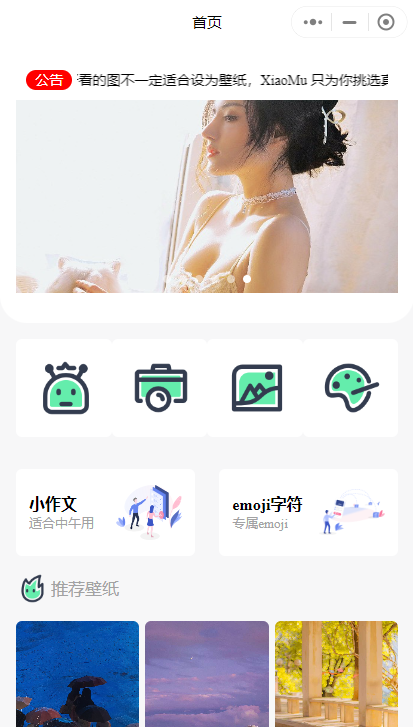 首页
公告 看的图不一定适合设为壁纸，XiaoMu 只为你挑选
小作文
适合中午用
emoji字符
专属emoji
推荐壁纸